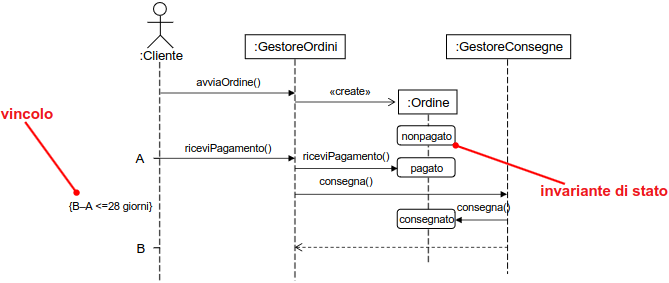 :Cliente
:GestoreOrdini
:GestoreConsegne
avviaOrdine()
«create»
:Ordine
vincolo
nonpagato
A
riceviPagamento()
riceviPagamento()
pagato
consegna()
invariante di stato
{B–A <=28 giorni}
consegnato
consegna()
B